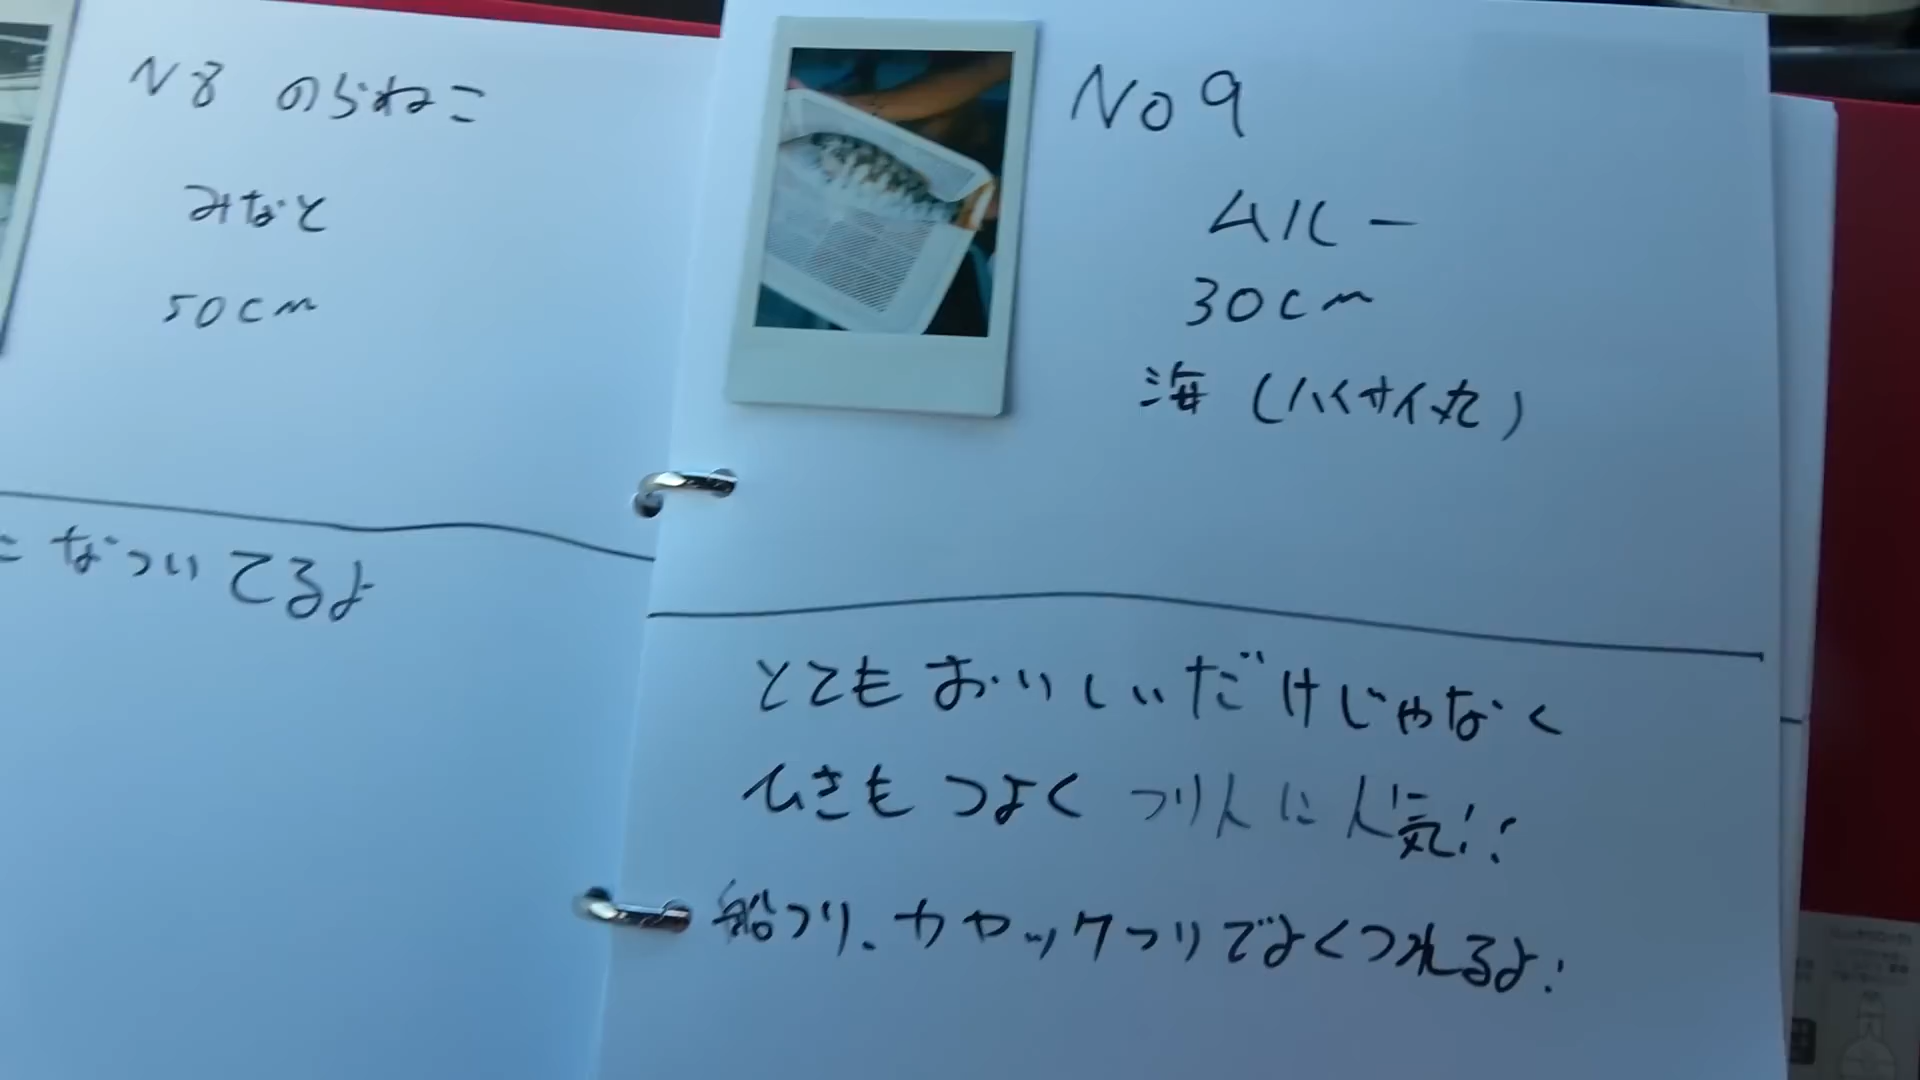 N8 のらねこ
みなと
50cm
になついてるよ
No 9
ムルー
30cm
海(ハイサイ丸)
とてもおいしいだけじゃなく
ひきもつよくつり人に人気!!
船つり、カヤックつりでよくつれるよ!